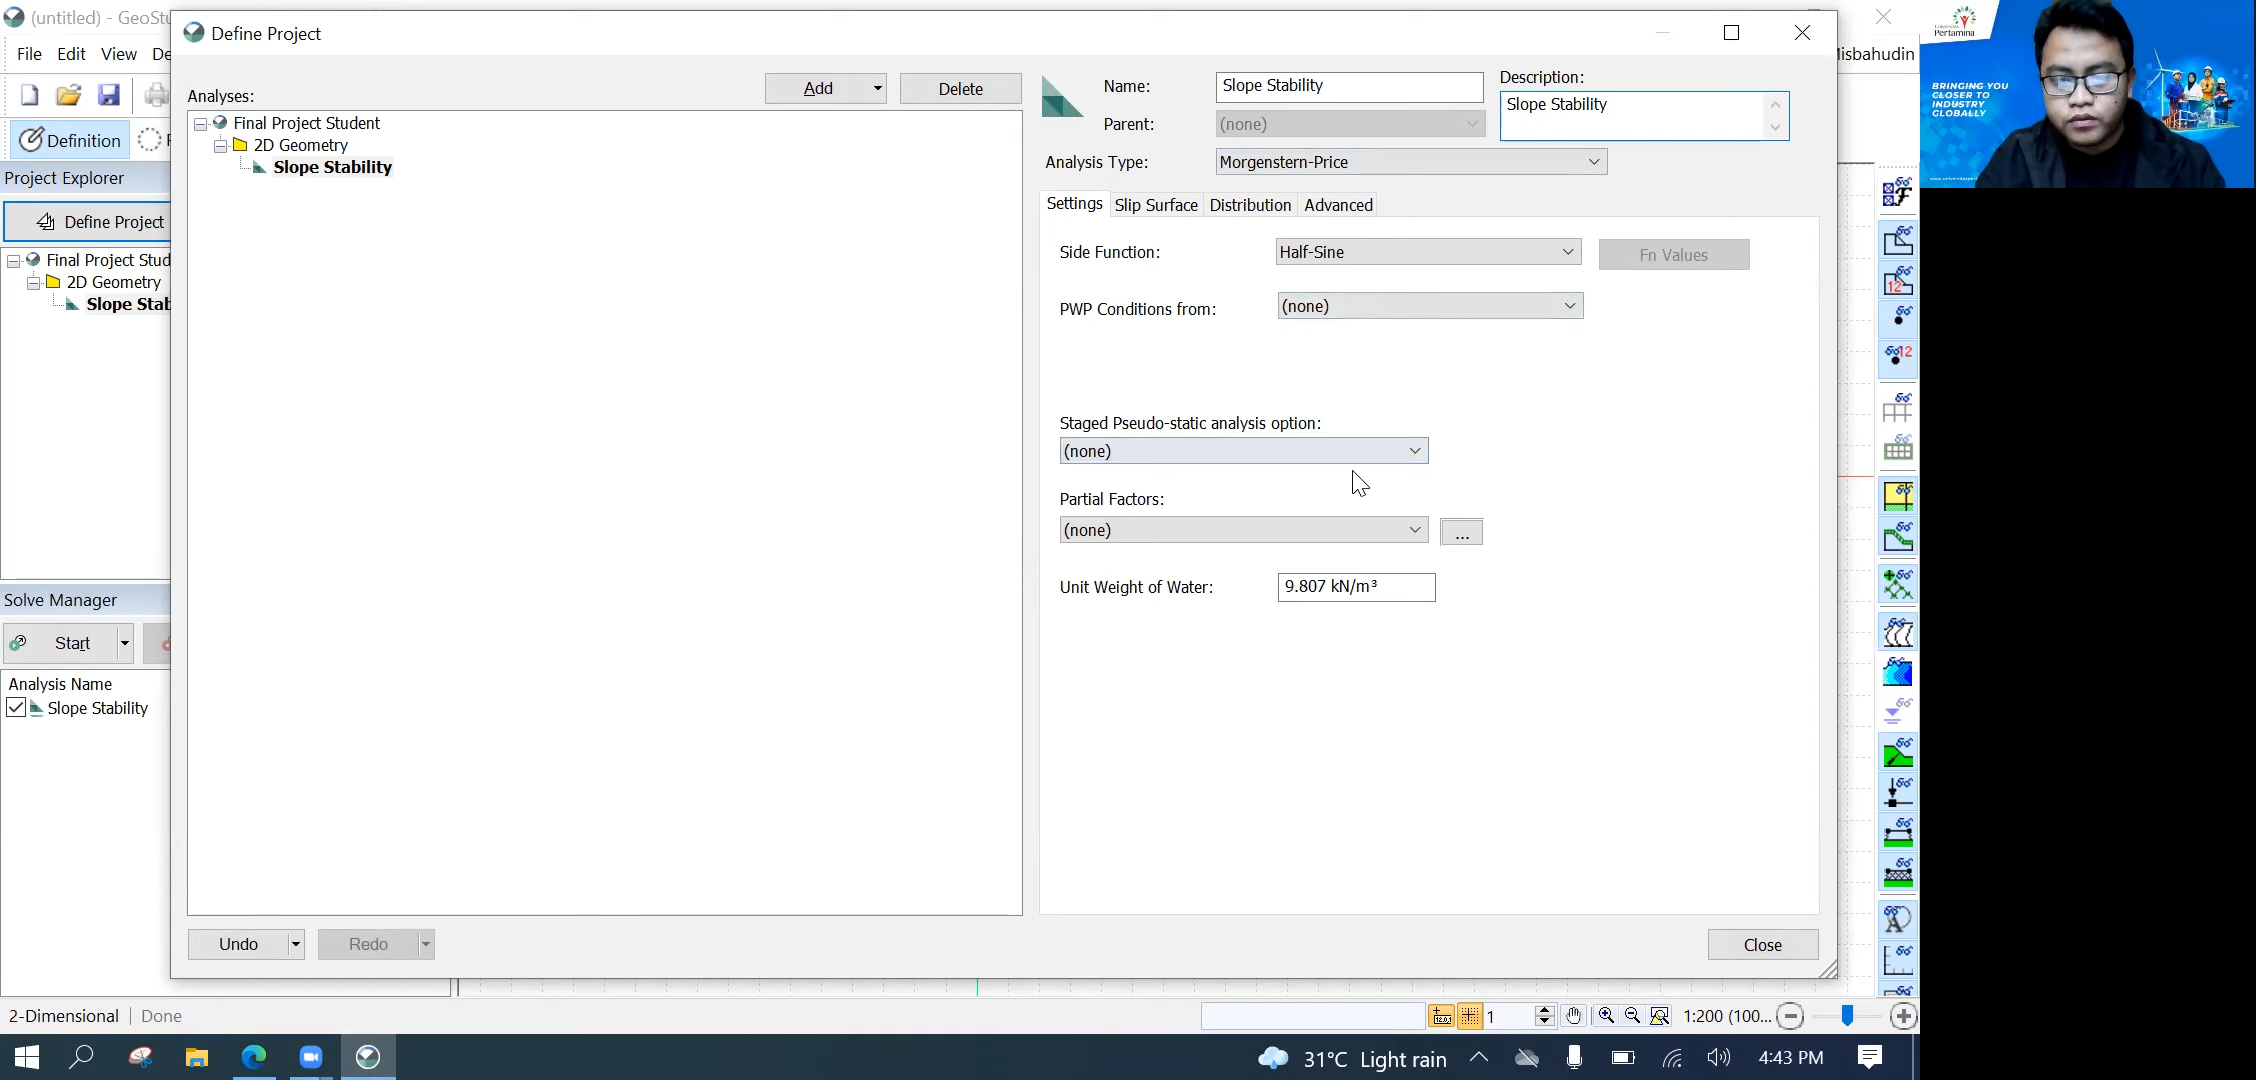 (untitled) - GeoStu
Define Project
File Edit View De
Misbahudin
Definition
Project Explorer
Define Project
Final Project Stud
2D Geometry
Slope Stab
Solve Manager
Start
Analysis Name
Slope Stability
Analyses:
Add
Delete
Final Project Student
2D Geometry
Slope Stability
Name:
Slope Stability
Description:
Slope Stability
Parent:
(none)
Analysis Type:
Morgenstern-Price
Settings
Slip Surface
Distribution
Advanced
Side Function:
Half-Sine
Fn Values
PWP Conditions from:
(none)
Staged Pseudo-static analysis option:
(none)
Partial Factors:
(none)
...
Unit Weight of Water:
9.807 kN/m³
Undo
Redo
Close
2-Dimensional
Done
1
1:200 (100...
31°C Light rain
4:43 PM
Pertamina
BRINGING YOU
CLOSER TO
INDUSTRY
GLOBALLY